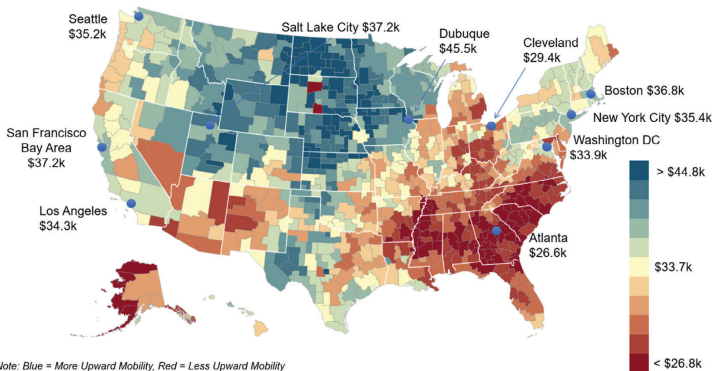 Seattle
$35.2k
Salt Lake City $37.2k
Dubuque
$45.5k
Cleveland
$29.4k
Boston $36.8k
New York City $35.4k
Washington DC
$33.9k
San Francisco
Bay Area
$37.2k
Los Angeles
$34.3k
Atlanta
$26.6k
> $44.8k
$33.7k
< $26.8k
Note: Blue = More Upward Mobility, Red = Less Upward Mobility